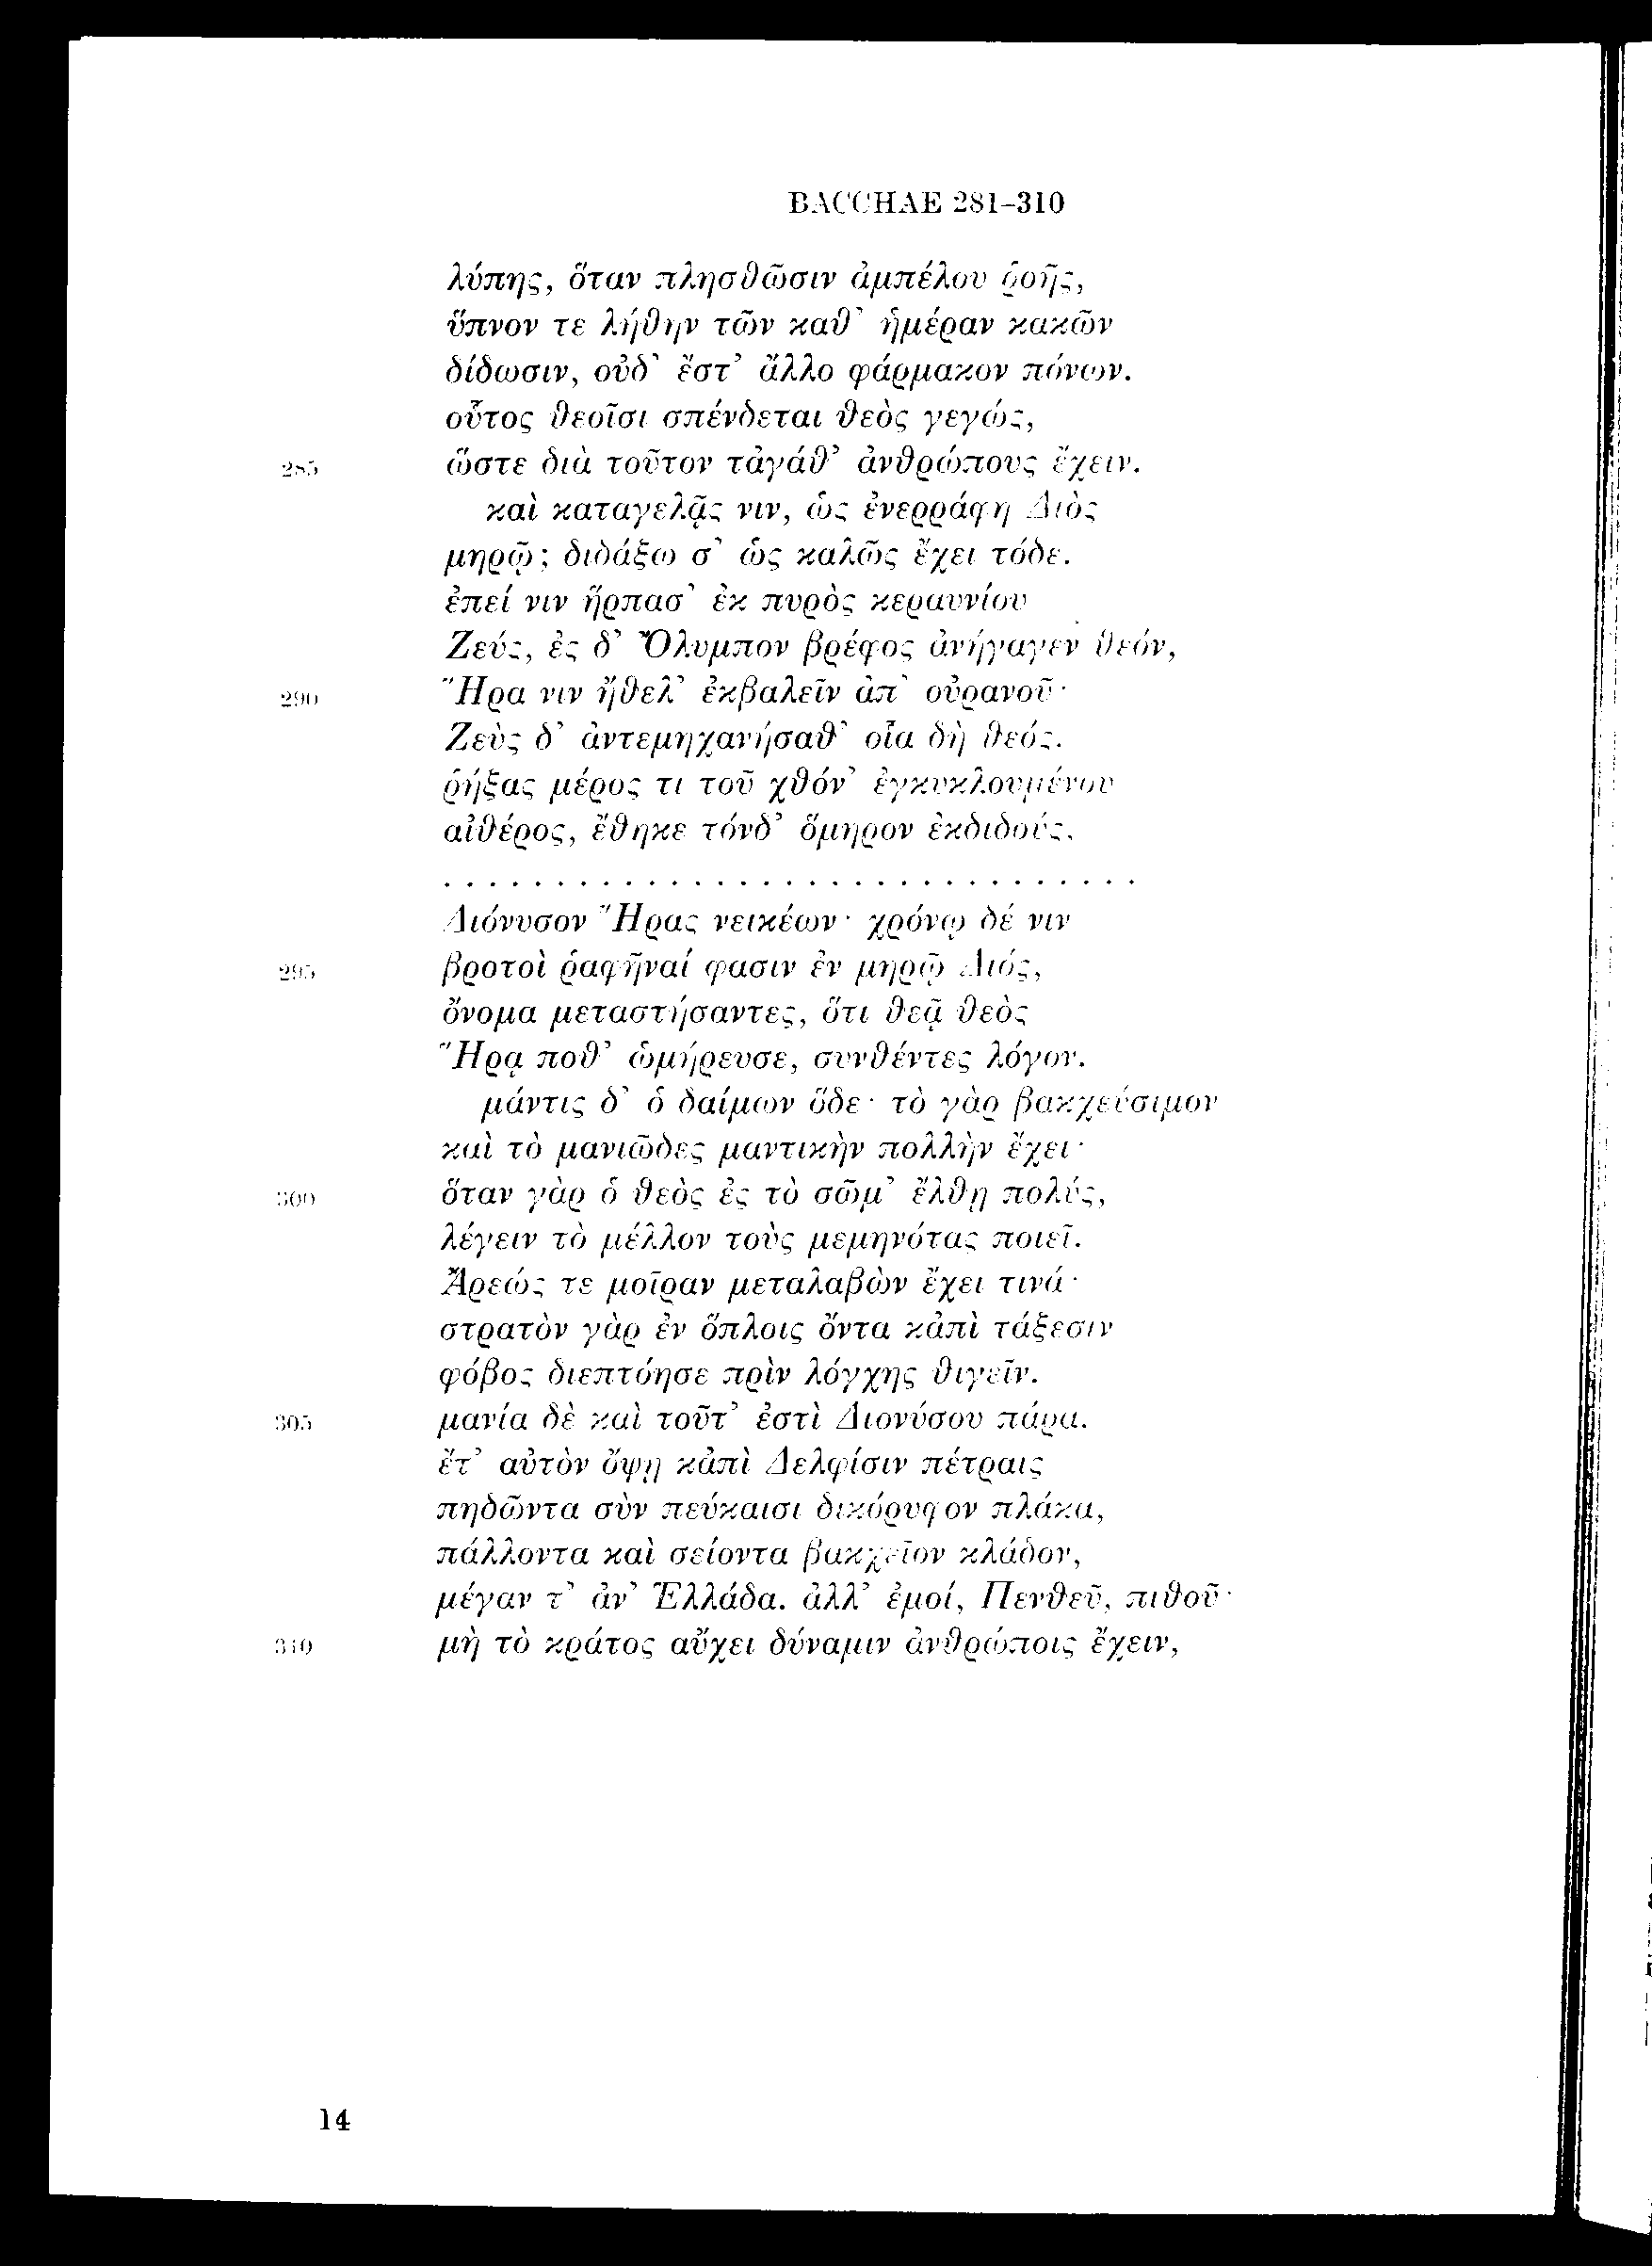 BACCHAE 281-310
λύπης, ὅταν πλησθῶσιν ἀμπέλου ῥοῆς,
ὕπνον τε λήθην τῶν καθ' ἡμέραν κακῶν
δίδωσιν, οὐδ' ἔστ' ἄλλο φάρμακον πόνων.
οὗτος θεοῖσι σπένδεται θεὸς γεγώς,
285 ὥστε διὰ τοῦτον τἀγάθ' ἀνθρώπους ἔχειν.
καὶ καταγελᾷς νιν, ὡς ἐνερράφη Διὸς
μηρῷ; διδάξω σ' ὡς καλῶς ἔχει τόδε.
ἐπεί νιν ἥρπασ' ἐκ πυρὸς κεραυνίου
Ζεύς, ἐς δ' Ὄλυμπον βρέφος ἀνήγαγεν θεόν,
290 Ἥρα νιν ἤθελ' ἐκβαλεῖν ἀπ' οὐρανοῦ·
Ζεὺς δ' ἀντεμηχανήσαθ' οἷα δὴ θεός.
ῥήξας μέρος τι τοῦ χθόν' ἐγκυκλουμένου
αἰθέρος, ἔθηκε τόνδ' ὅμηρον ἐκδιδούς,
. . . . . . . . . . . . . . . . . . . . . . . . . . . . . . .
Διόνυσον Ἥρας νεικέων· χρόνῳ δέ νιν
295 βροτοὶ ῥαφῆναί φασιν ἐν μηρῷ Διός,
ὄνομα μεταστήσαντες, ὅτι θεᾷ θεὸς
Ἥρᾳ ποθ' ὡμήρευσε, συνθέντες λόγον.
μάντις δ' ὁ δαίμων ὅδε· τὸ γὰρ βακχεύσιμον
καὶ τὸ μανιῶδες μαντικὴν πολλὴν ἔχει·
300 ὅταν γὰρ ὁ θεὸς ἐς τὸ σῶμ' ἔλθῃ πολύς,
λέγειν τὸ μέλλον τοὺς μεμηνότας ποιεῖ.
Ἄρεώς τε μοῖραν μεταλαβὼν ἔχει τινά·
στρατὸν γὰρ ἐν ὅπλοις ὄντα κἀπὶ τάξεσιν
φόβος διεπτόησε πρὶν λόγχης θιγεῖν.
305 μανία δὲ καὶ τοῦτ' ἐστὶ Διονύσου πάρα.
ἔτ' αὐτὸν ὄψῃ κἀπὶ Δελφίσιν πέτραις
πηδῶντα σὺν πεύκαισι δικόρυφον πλάκα,
πάλλοντα καὶ σείοντα βακχεῖον κλάδον,
μέγαν τ' ἀν' Ἑλλάδα. ἀλλ' ἐμοί, Πενθεῦ, πιθοῦ·
310 μὴ τὸ κράτος αὔχει δύναμιν ἀνθρώποις ἔχειν,
14